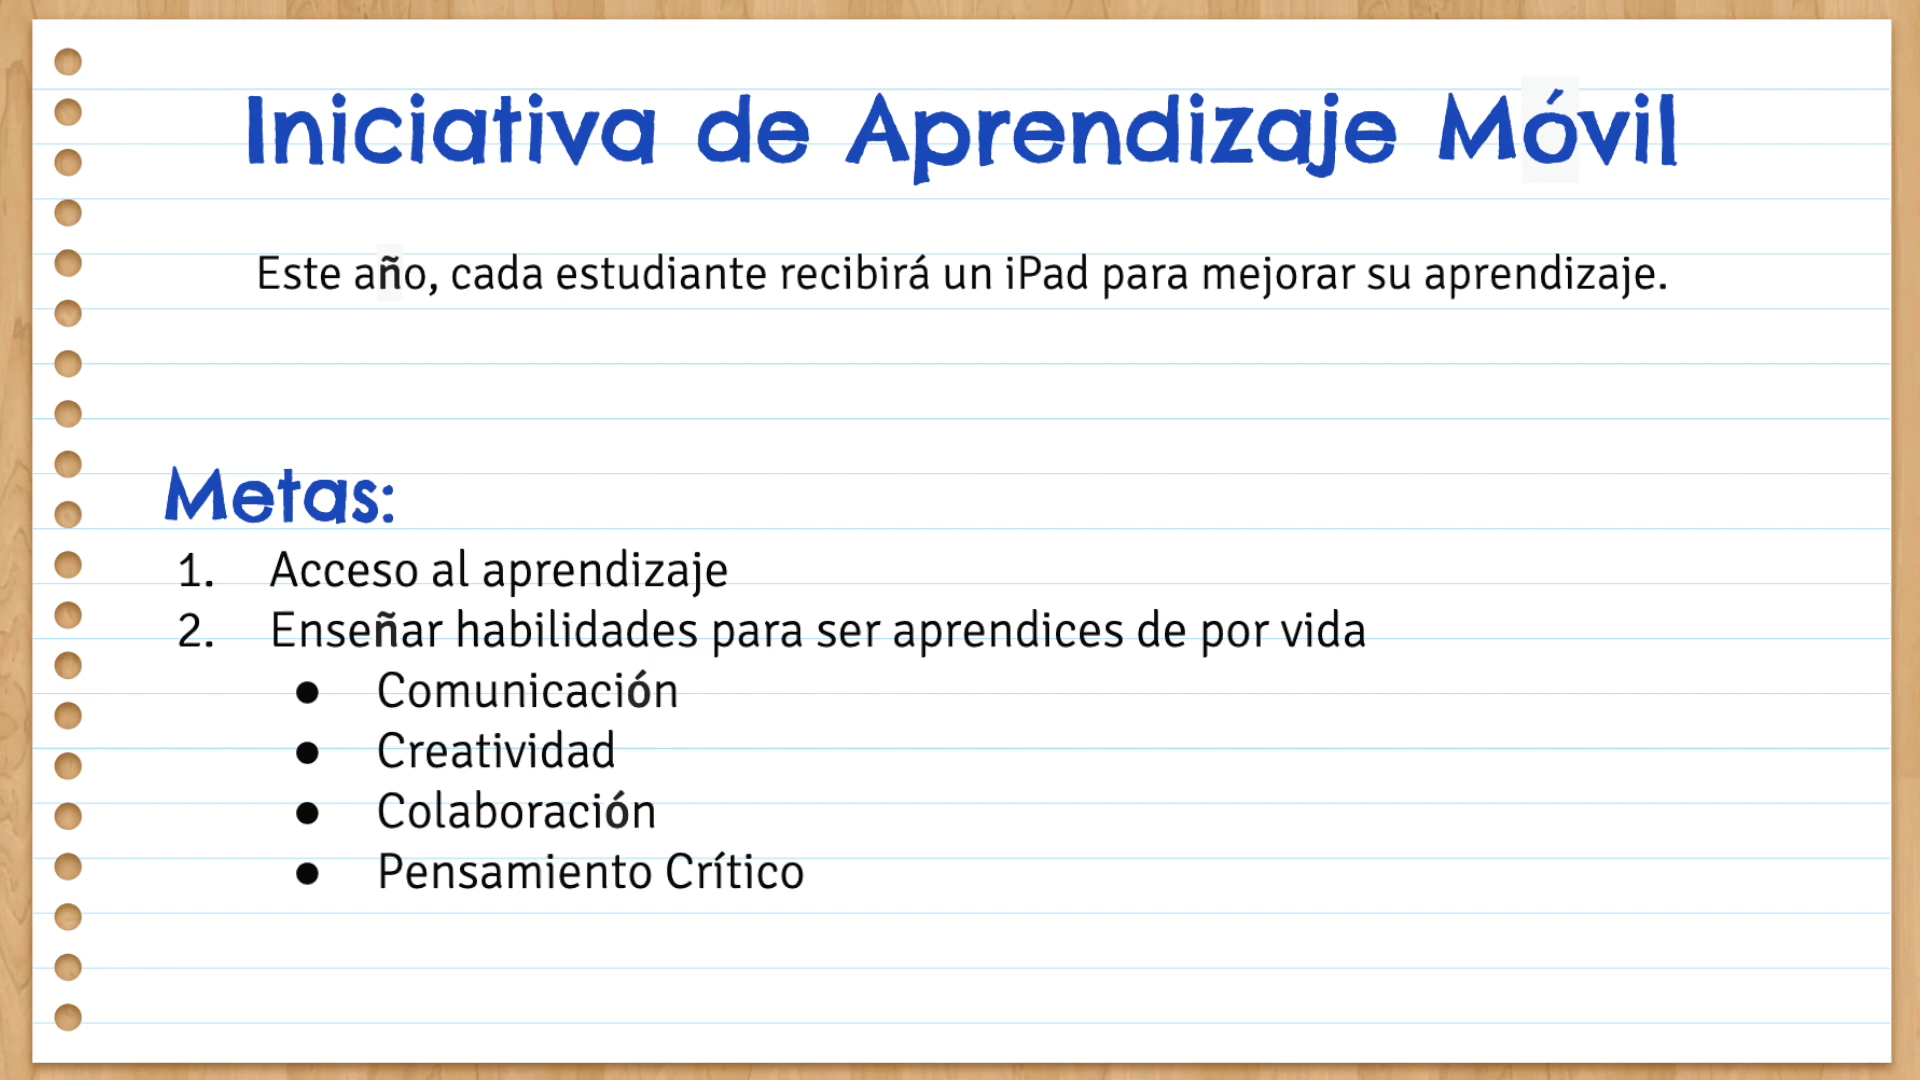 Iniciativa de Aprendizaje Móvil
Este año, cada estudiante recibirá un iPad para mejorar su aprendizaje.
Metas:
1. Acceso al aprendizaje
2. Enseñar habilidades para ser aprendices de por vida
● Comunicación
● Creatividad
● Colaboración
● Pensamiento Crítico